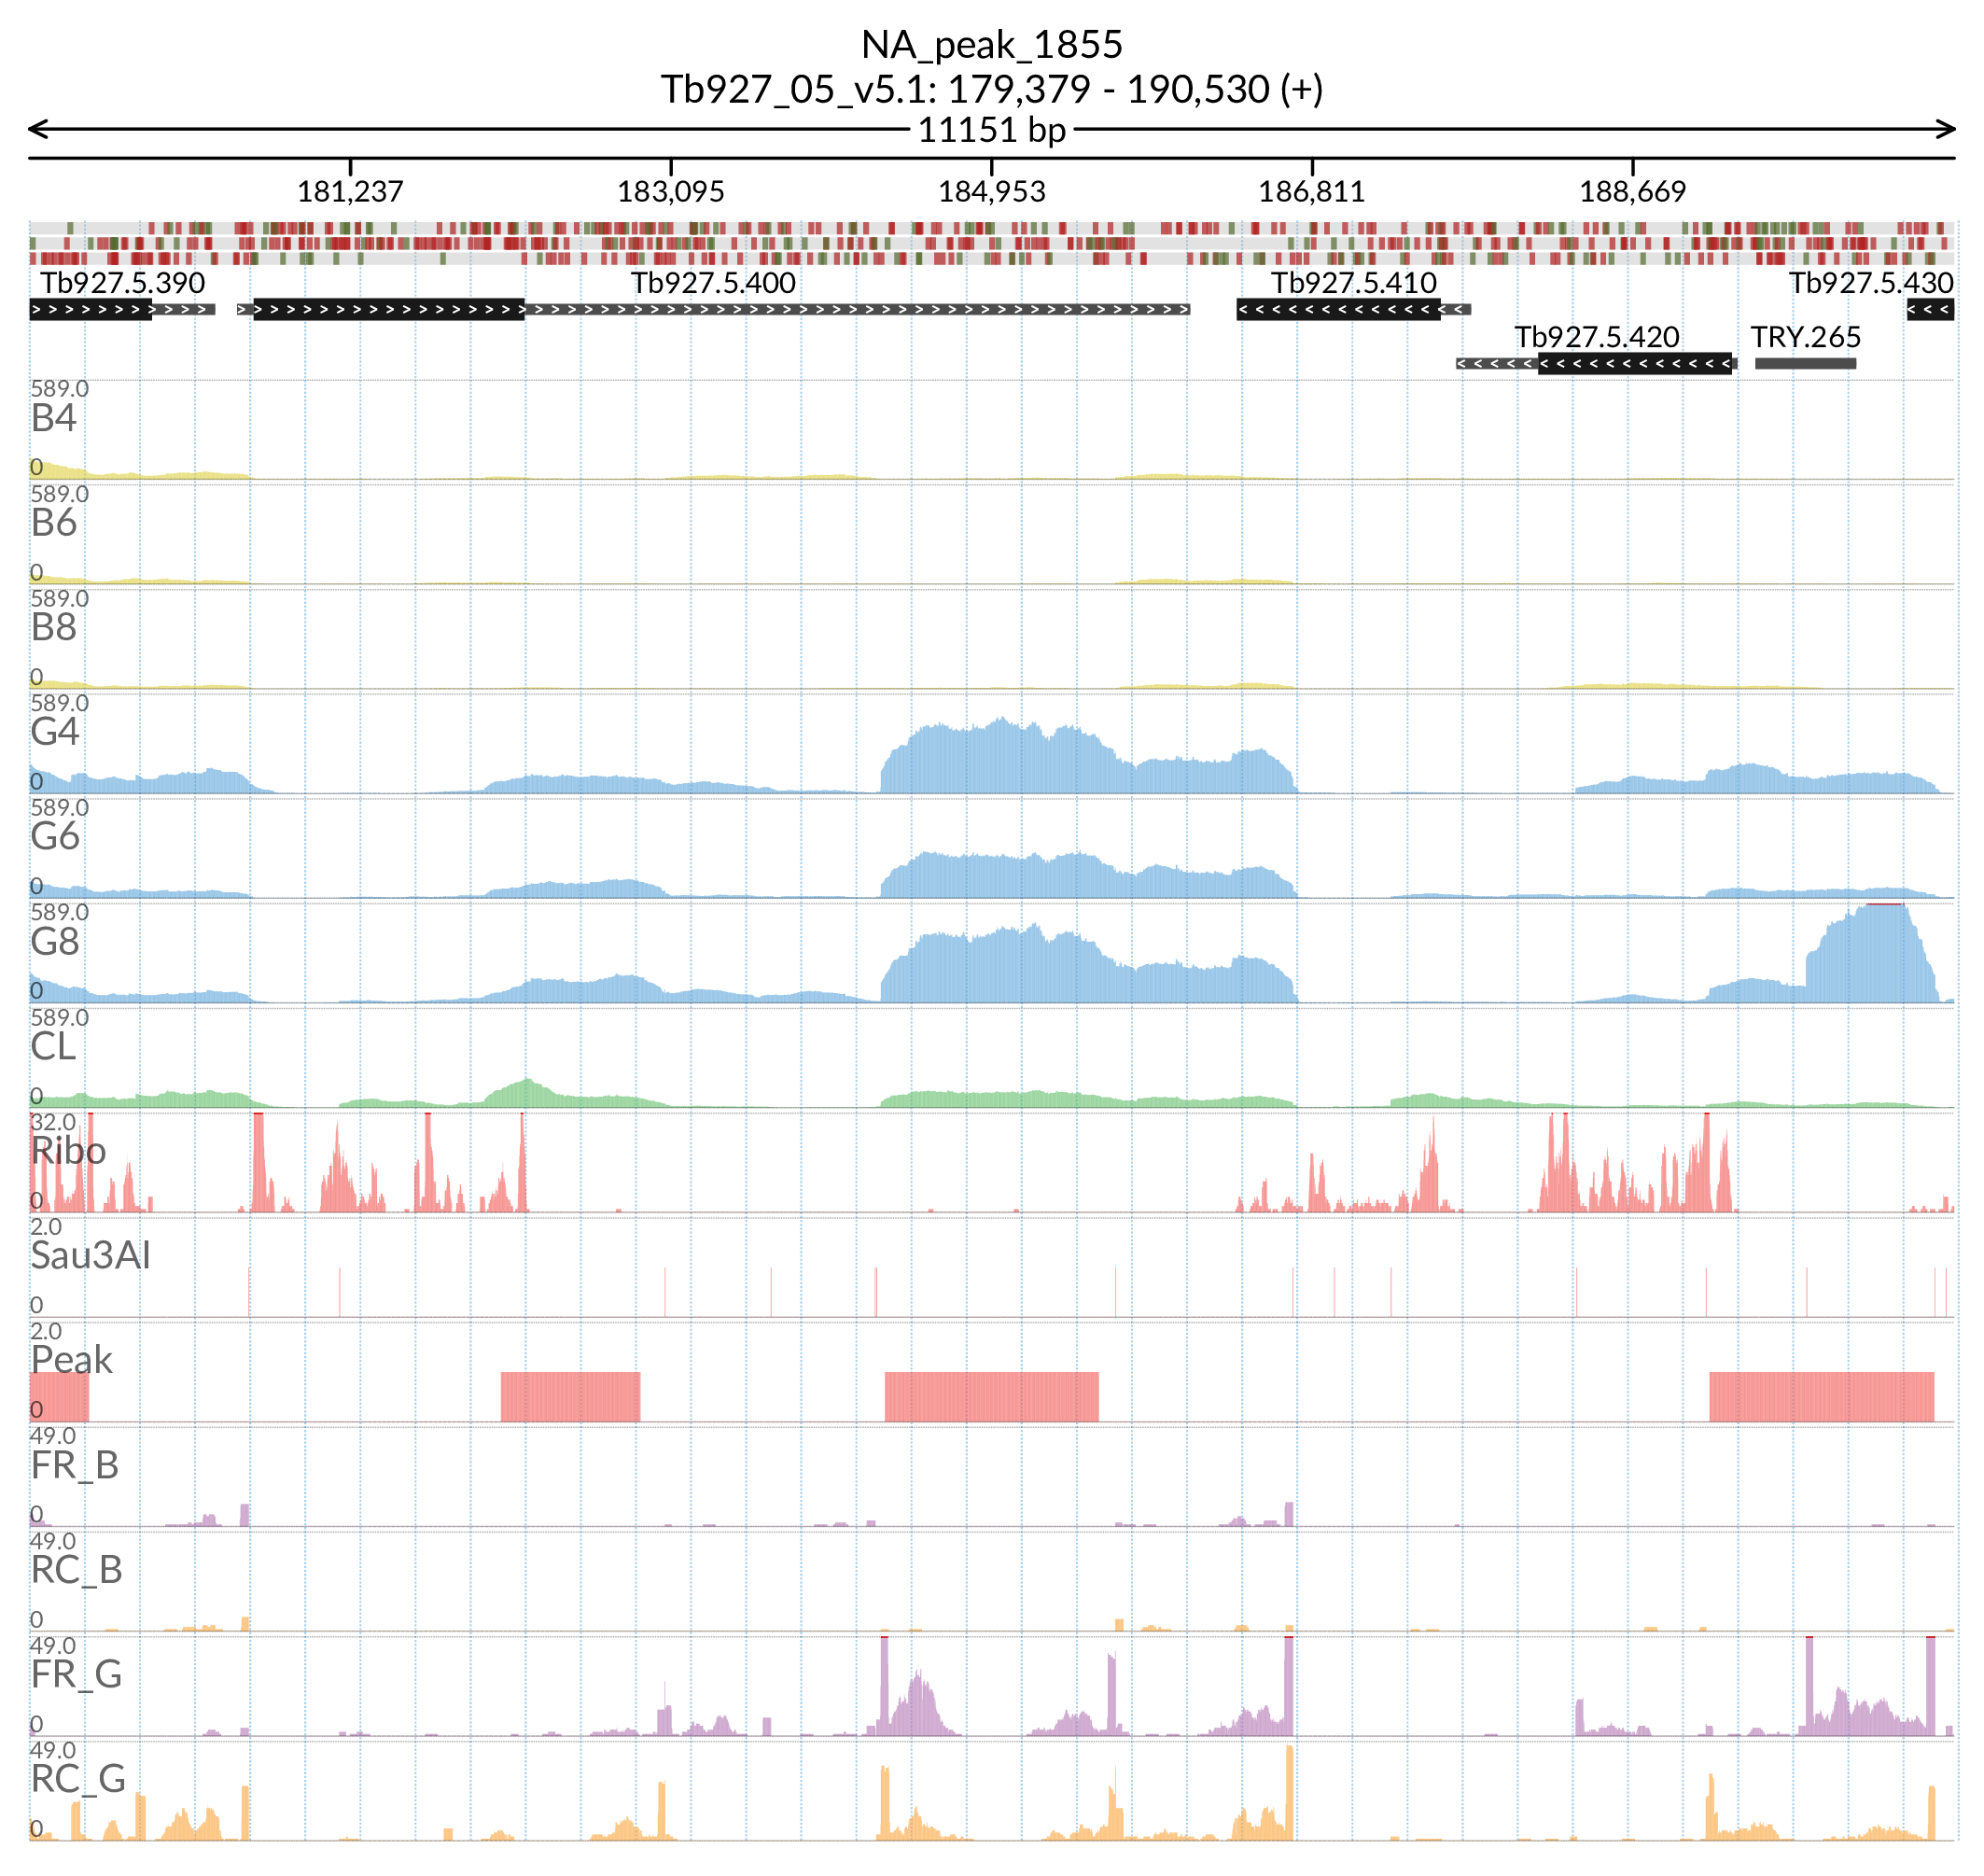 NA_peak_1855
Tb927_05_v5.1: 179,379 - 190,530 (+)
11151 bp
181,237 183,095 184,953 186,811 188,669
Tb927.5.390 Tb927.5.400 Tb927.5.410 Tb927.5.430
Tb927.5.420 TRY.265
589.0
B4
0
589.0
B6
0
589.0
B8
0
589.0
G4
0
589.0
G6
0
589.0
G8
0
589.0
CL
0
32.0
Ribo
0
2.0
Sau3AI
0
2.0
Peak
0
49.0
FR_B
0
49.0
RC_B
0
49.0
FR_G
0
49.0
RC_G
0